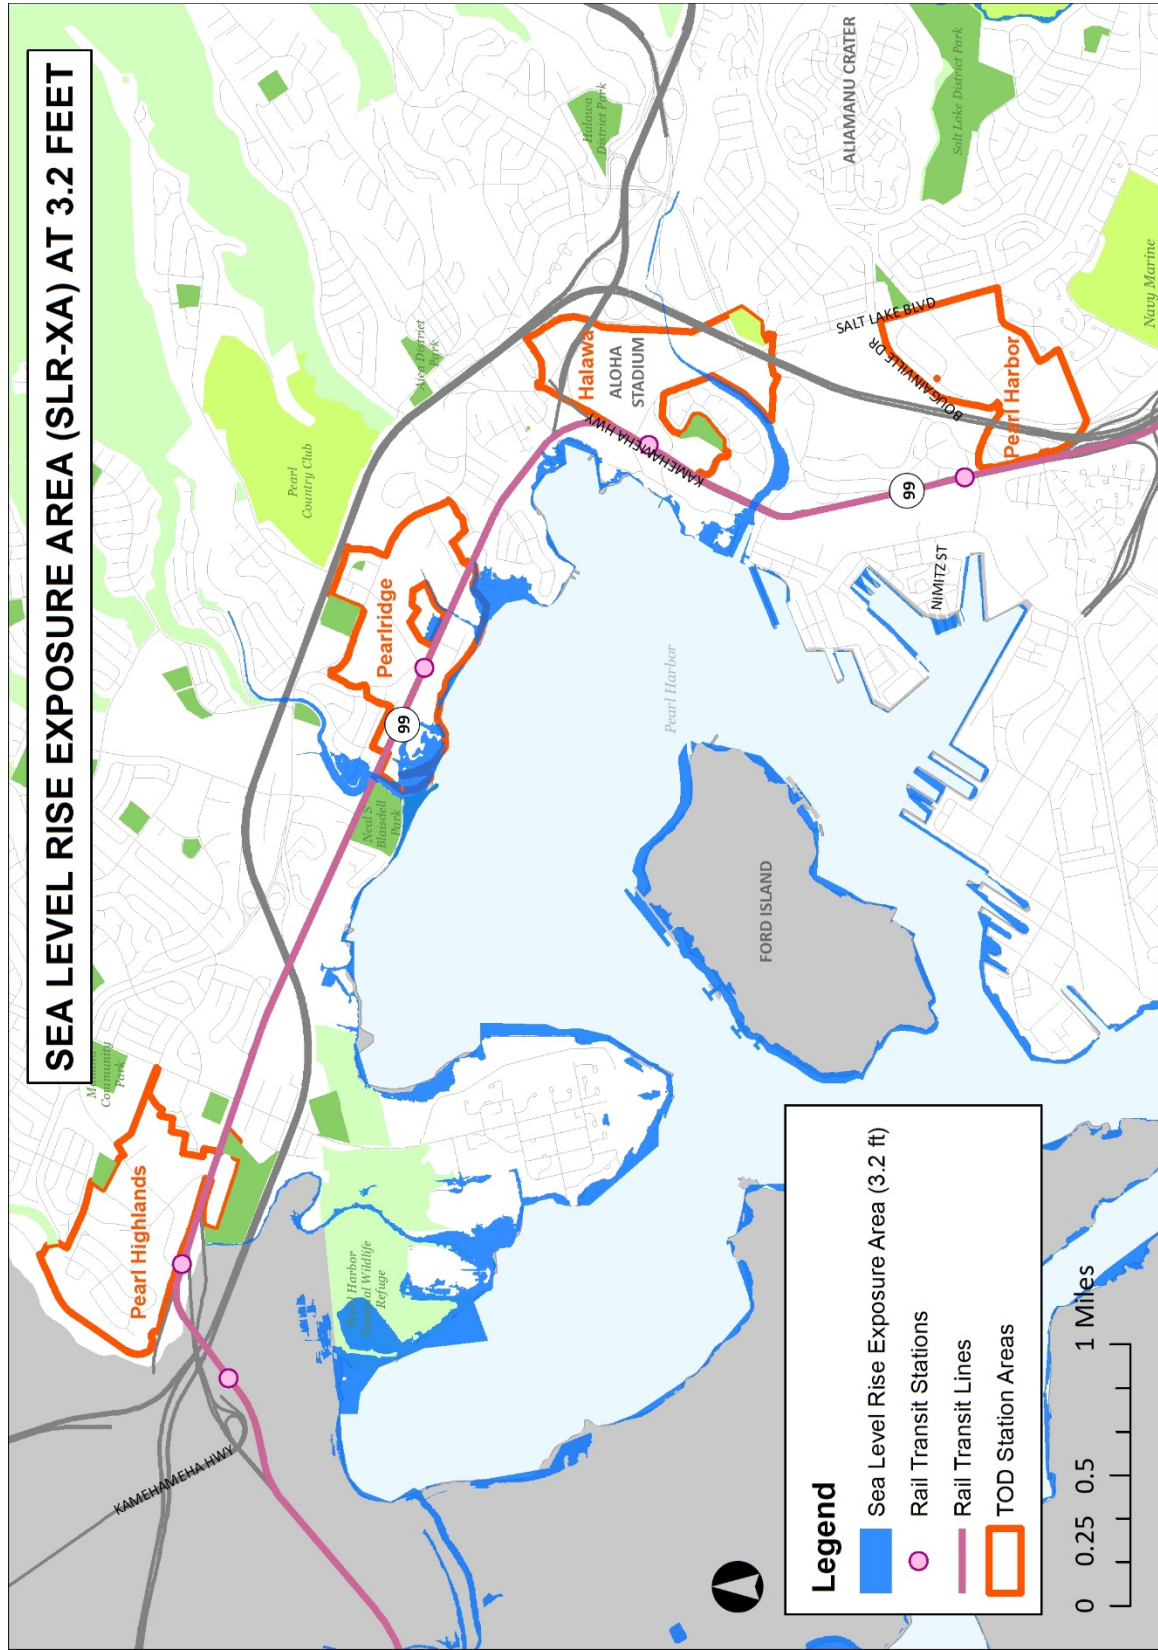 SEA LEVEL RISE EXPOSURE AREA (SLR-XA) AT 3.2 FEET
Community
Park
Pearl Highlands
KAMEHAMEHA HWY
Pearl Harbor
National Wildlife
Refuge
Neal S
Blaisdell
Park
99
Pearlridge
Pearl
Country Club
Aiea District
Park
Halawa
District Park
Halawa
ALOHA
STADIUM
KAMEHAMEHA HWY
ALIAMANU CRATER
Salt Lake District Park
SALT LAKE BLVD
BOUGAINVILLE DR
Pearl Harbor
Navy Marine
99
NIMITZ ST
Pearl Harbor
FORD ISLAND
Legend
Sea Level Rise Exposure Area (3.2 ft)
Rail Transit Stations
Rail Transit Lines
TOD Station Areas
0 0.25 0.5 1 Miles